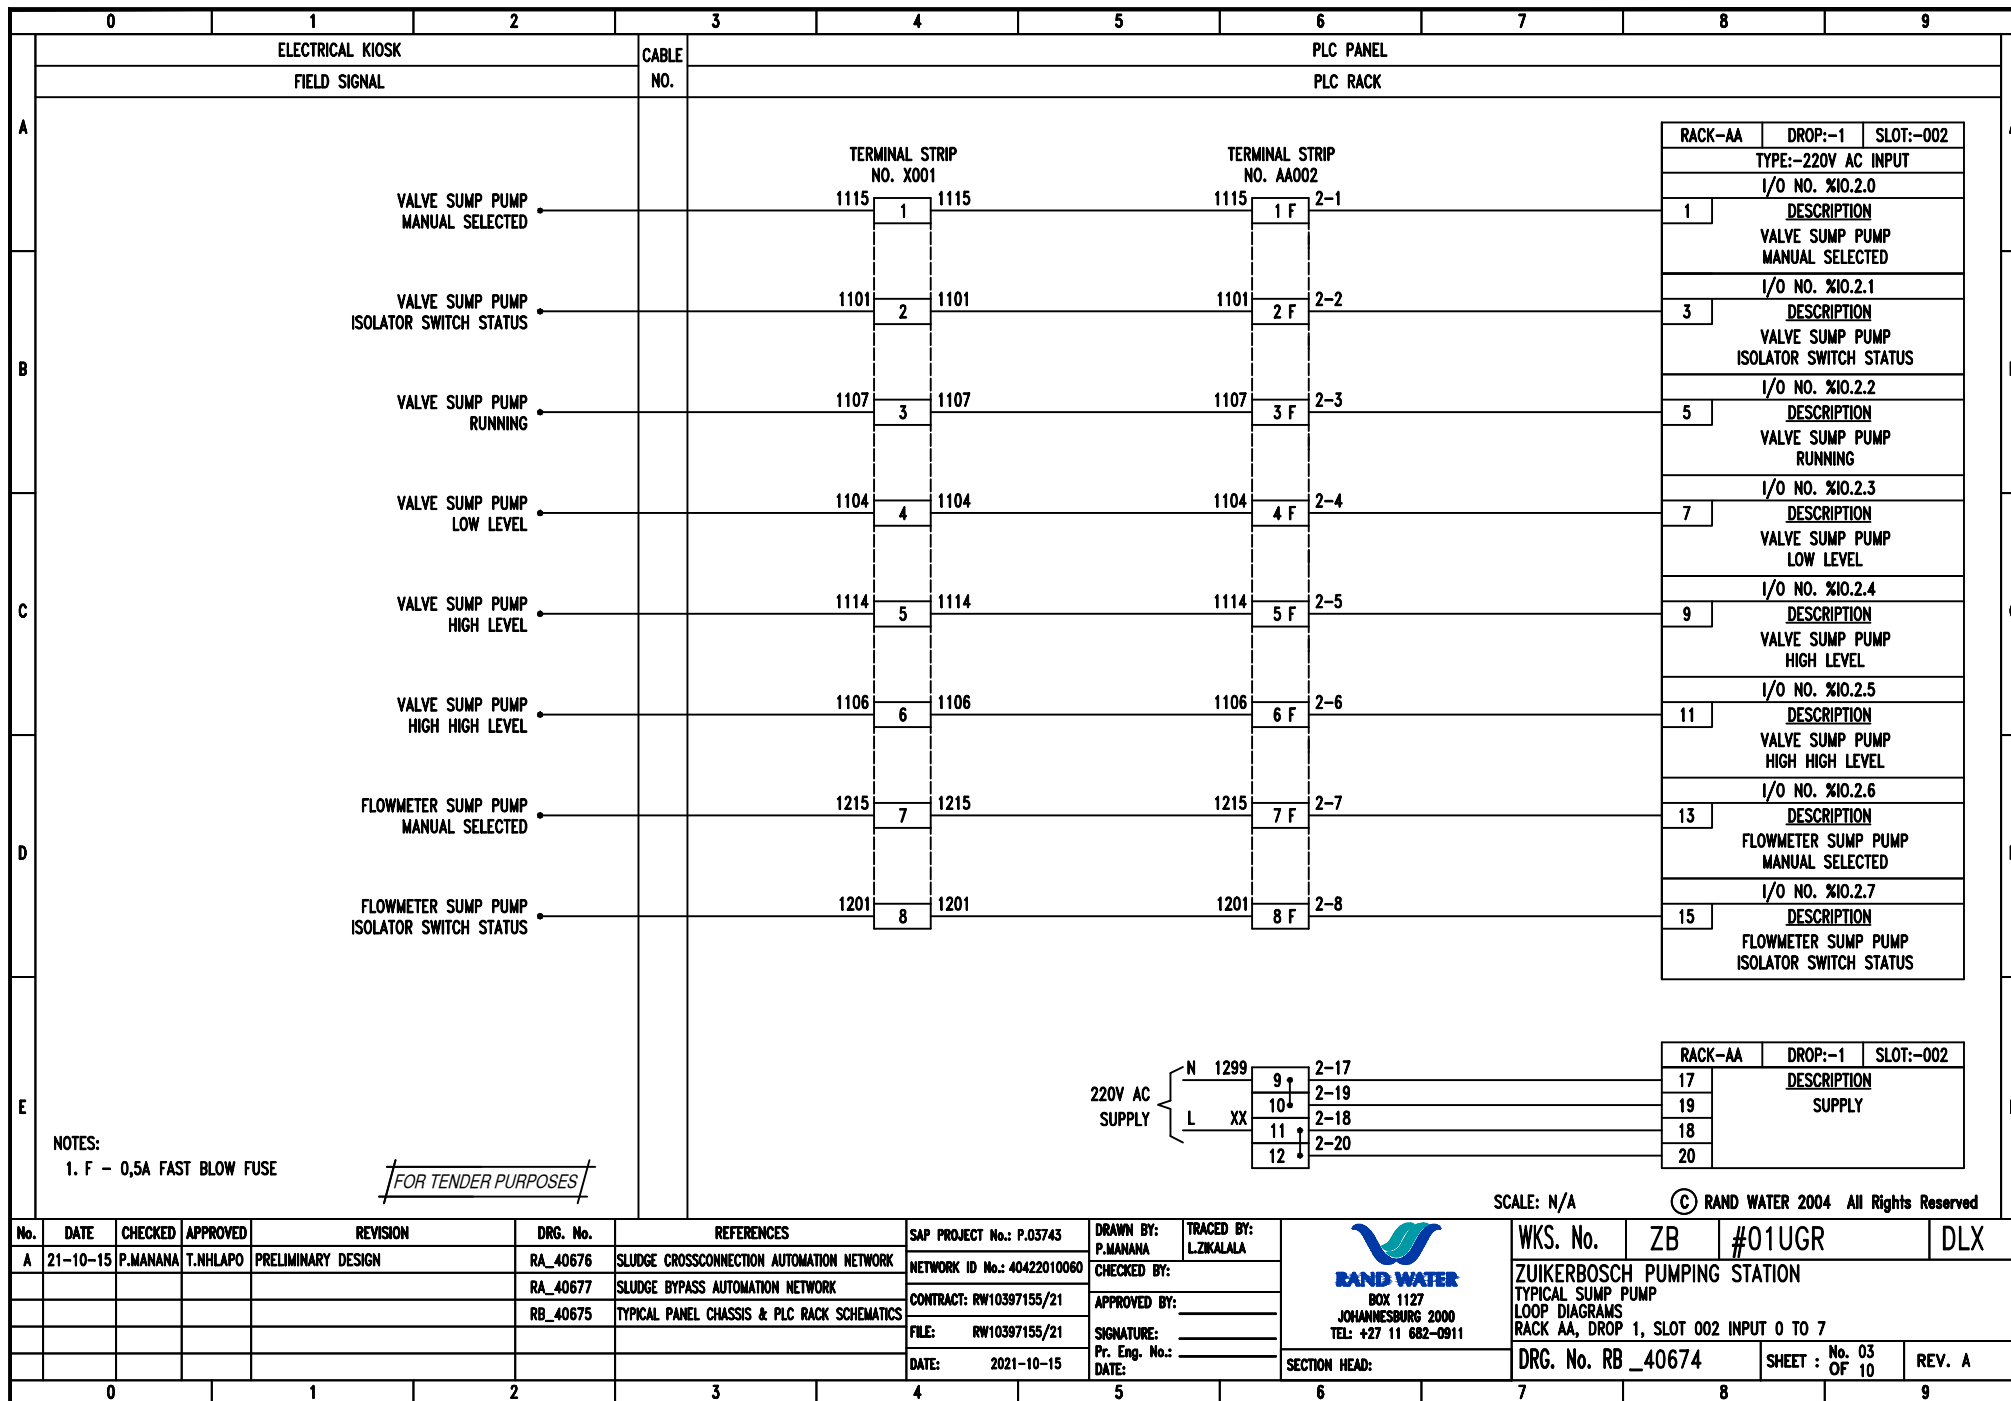 0 1 2 3 4 5 6 7 8 9
ELECTRICAL KIOSK
FIELD SIGNAL
CABLE
NO.
PLC PANEL
PLC RACK
A
B
C
D
E
TERMINAL STRIP
NO. X001
TERMINAL STRIP
NO. AA002
RACK-AA DROP:-1 SLOT:-002
TYPE:-220V AC INPUT
VALVE SUMP PUMP
MANUAL SELECTED
1115 1 1115 1115 1 F 2-1
I/O NO. %I0.2.0
1 DESCRIPTION
VALVE SUMP PUMP
MANUAL SELECTED
VALVE SUMP PUMP
ISOLATOR SWITCH STATUS
1101 2 1101 1101 2 F 2-2
I/O NO. %I0.2.1
3 DESCRIPTION
VALVE SUMP PUMP
ISOLATOR SWITCH STATUS
VALVE SUMP PUMP
RUNNING
1107 3 1107 1107 3 F 2-3
I/O NO. %I0.2.2
5 DESCRIPTION
VALVE SUMP PUMP
RUNNING
VALVE SUMP PUMP
LOW LEVEL
1104 4 1104 1104 4 F 2-4
I/O NO. %I0.2.3
7 DESCRIPTION
VALVE SUMP PUMP
LOW LEVEL
VALVE SUMP PUMP
HIGH LEVEL
1114 5 1114 1114 5 F 2-5
I/O NO. %I0.2.4
9 DESCRIPTION
VALVE SUMP PUMP
HIGH LEVEL
VALVE SUMP PUMP
HIGH HIGH LEVEL
1106 6 1106 1106 6 F 2-6
I/O NO. %I0.2.5
11 DESCRIPTION
VALVE SUMP PUMP
HIGH HIGH LEVEL
FLOWMETER SUMP PUMP
MANUAL SELECTED
1215 7 1215 1215 7 F 2-7
I/O NO. %I0.2.6
13 DESCRIPTION
FLOWMETER SUMP PUMP
MANUAL SELECTED
FLOWMETER SUMP PUMP
ISOLATOR SWITCH STATUS
1201 8 1201 1201 8 F 2-8
I/O NO. %I0.2.7
15 DESCRIPTION
FLOWMETER SUMP PUMP
ISOLATOR SWITCH STATUS
220V AC
SUPPLY
N 1299 9 2-17
10 2-19
L XX 11 2-18
12 2-20
RACK-AA DROP:-1 SLOT:-002
17 DESCRIPTION
19 SUPPLY
18
20
NOTES:
1. F - 0,5A FAST BLOW FUSE
FOR TENDER PURPOSES
SCALE: N/A
© RAND WATER 2004 All Rights Reserved
No. DATE CHECKED APPROVED REVISION DRG. No. REFERENCES
A 21-10-15 P.MANANA T.NHLAPO PRELIMINARY DESIGN RA_40676 SLUDGE CROSSCONNECTION AUTOMATION NETWORK
RA_40677 SLUDGE BYPASS AUTOMATION NETWORK
RB_40675 TYPICAL PANEL CHASSIS & PLC RACK SCHEMATICS
SAP PROJECT No.: P.03743
NETWORK ID No.: 40422010060
CONTRACT: RW10397155/21
FILE: RW10397155/21
DATE: 2021-10-15
DRAWN BY:
P.MANANA
TRACED BY:
L.ZIKALALA
CHECKED BY:
APPROVED BY:
SIGNATURE:
Pr. Eng. No.:
DATE:
RAND WATER
BOX 1127
JOHANNESBURG 2000
TEL: +27 11 682-0911
SECTION HEAD:
WKS. No. ZB #01UGR DLX
ZUIKERBOSCH PUMPING STATION
TYPICAL SUMP PUMP
LOOP DIAGRAMS
RACK AA, DROP 1, SLOT 002 INPUT 0 TO 7
DRG. No. RB_40674
SHEET : No. 03
OF 10
REV. A
0 1 2 3 4 5 6 7 8 9